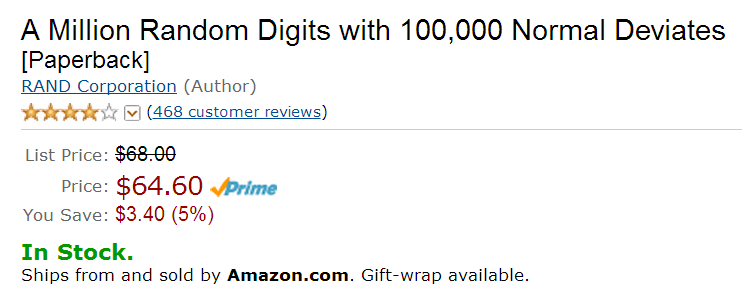 A Million Random Digits with 100,000 Normal Deviates
[Paperback]
RAND Corporation (Author)
(468 customer reviews)
List Price: $68.00
Price: $64.60 Prime
You Save: $3.40 (5%)
In Stock.
Ships from and sold by Amazon.com. Gift-wrap available.